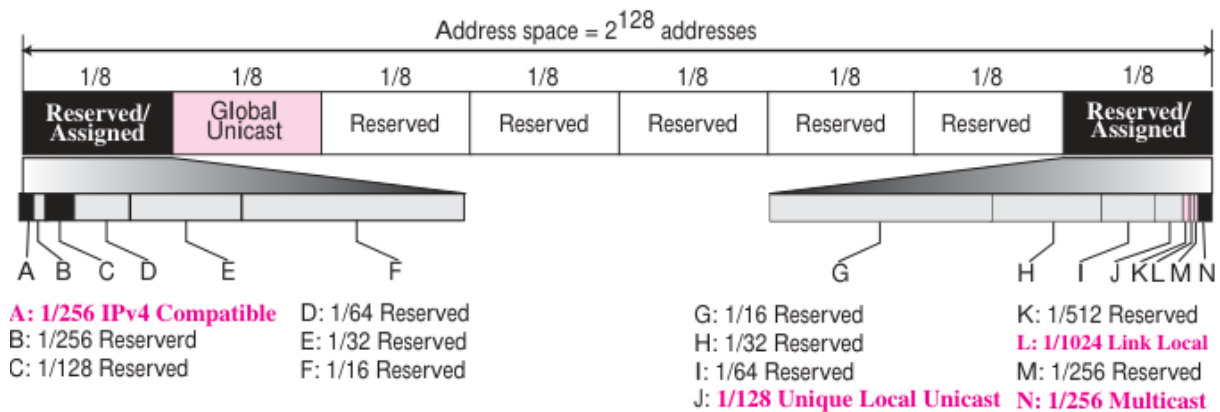 Address space = 2^128 addresses
1/8 1/8 1/8 1/8 1/8 1/8 1/8 1/8
Reserved/ Assigned
Global Unicast
Reserved
Reserved
Reserved
Reserved
Reserved
Reserved/ Assigned
A B C D E F G H I J K L M N
A: 1/256 IPv4 Compatible
B: 1/256 Reserverd
C: 1/128 Reserved
D: 1/64 Reserved
E: 1/32 Reserved
F: 1/16 Reserved
G: 1/16 Reserved
H: 1/32 Reserved
I: 1/64 Reserved
J: 1/128 Unique Local Unicast
K: 1/512 Reserved
L: 1/1024 Link Local
M: 1/256 Reserved
N: 1/256 Multicast